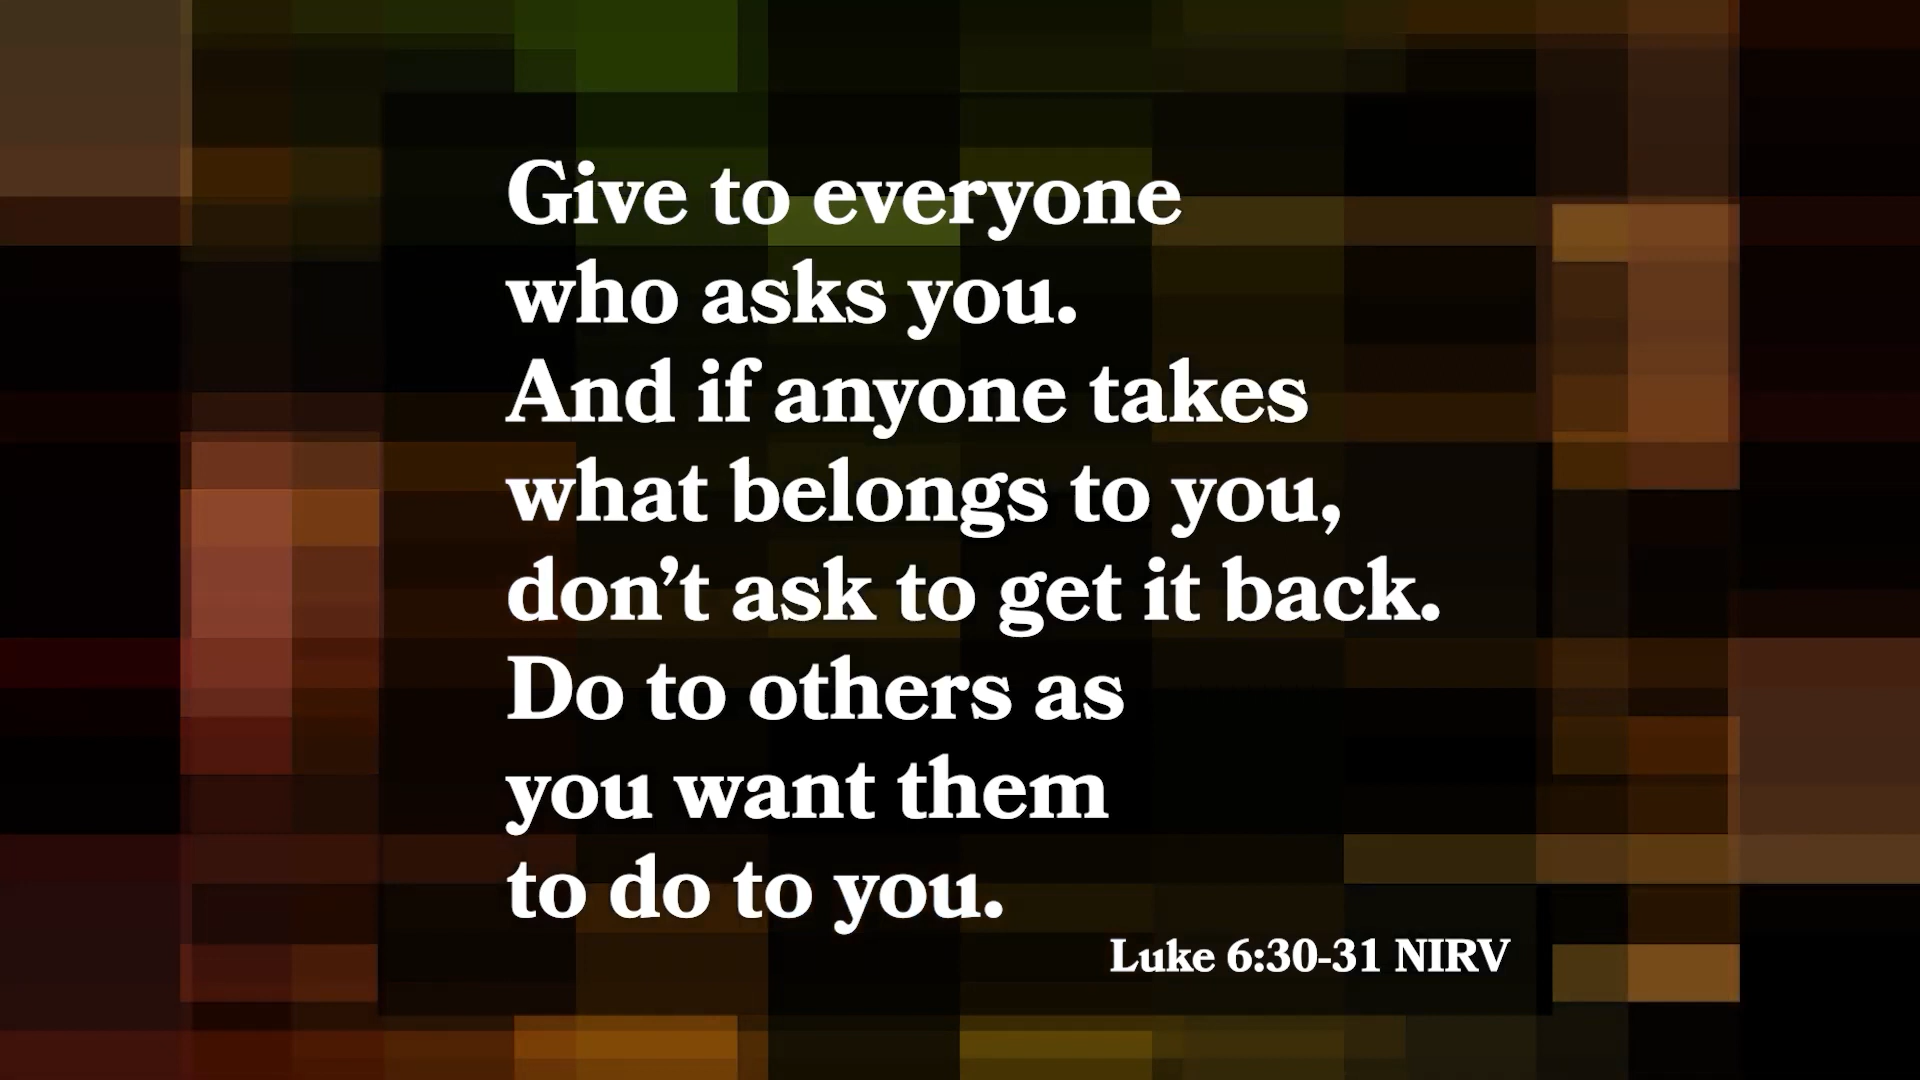 Give to everyone
who asks you.
And if anyone takes
what belongs to you,
don’t ask to get it back.
Do to others as
you want them
to do to you.
Luke 6:30-31 NIRV